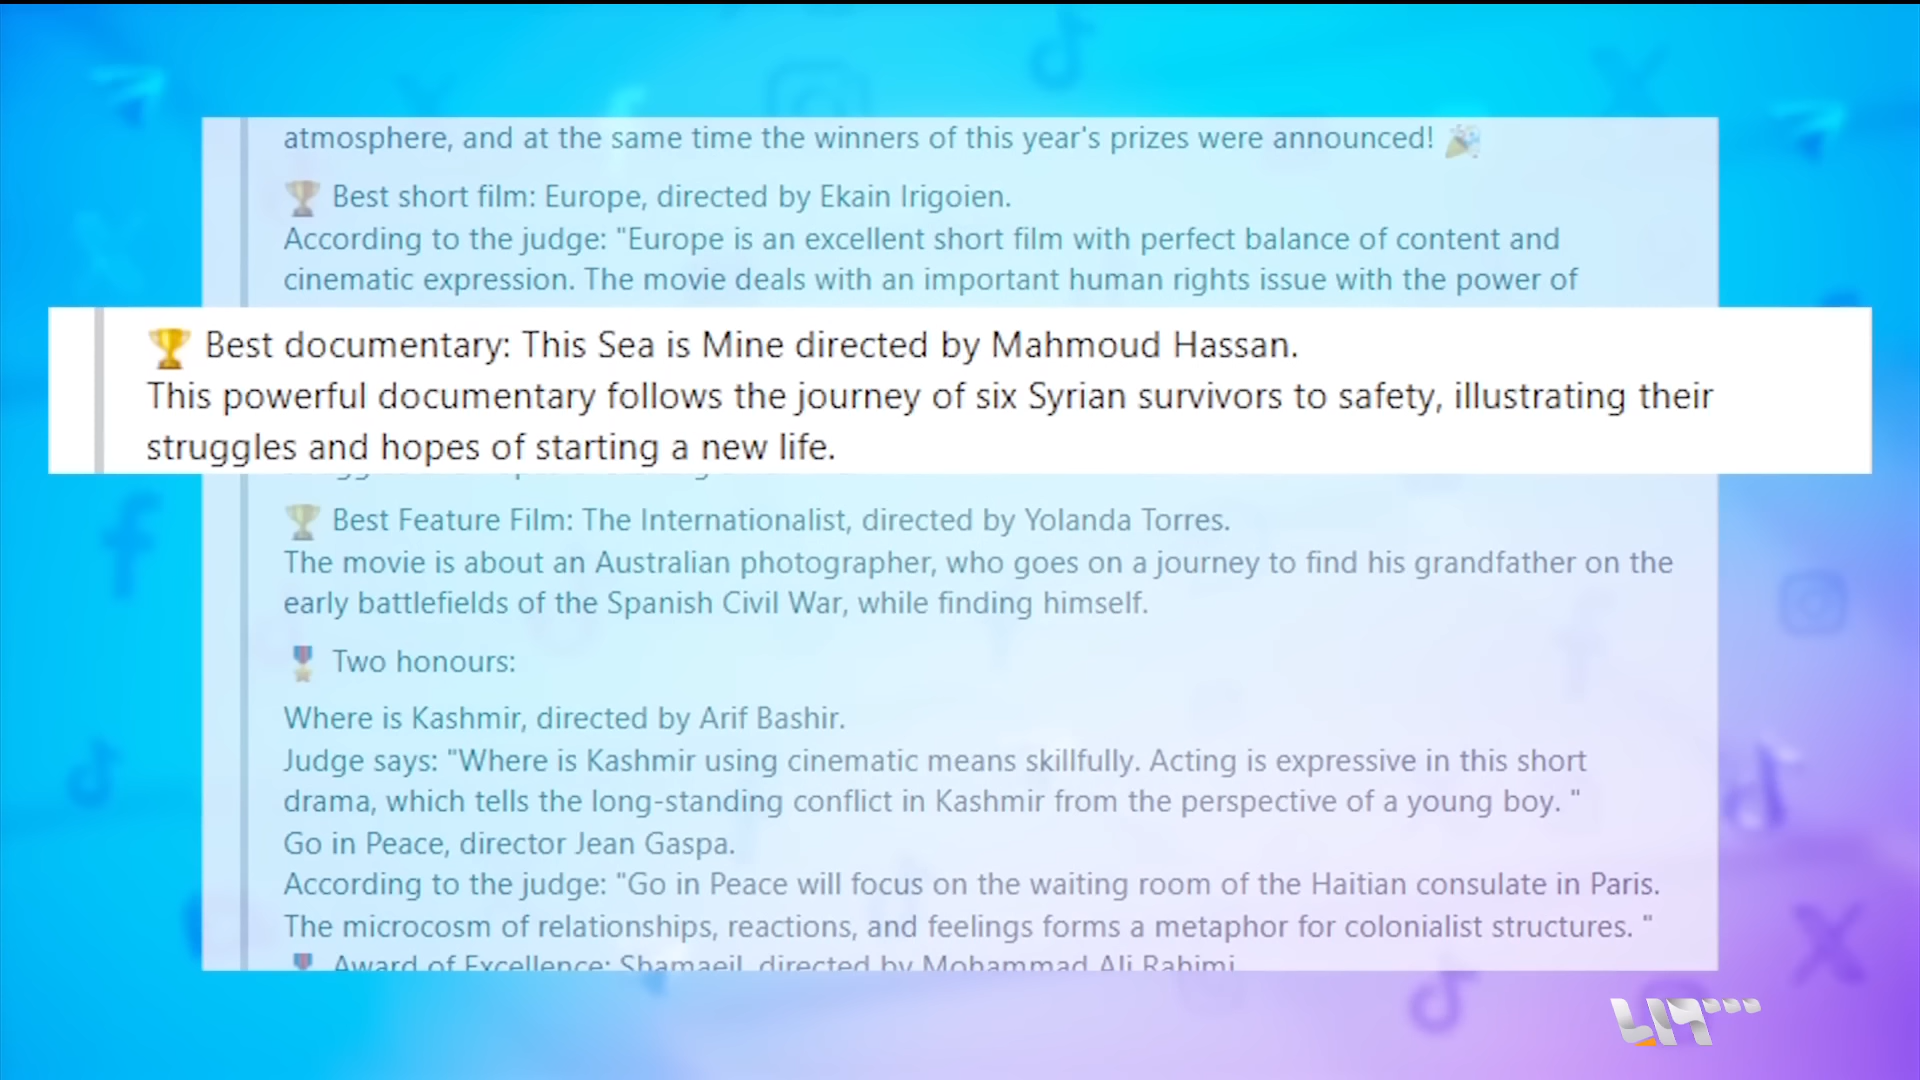 atmosphere, and at the same time the winners of this year's prizes were announced! 🎉
🏆 Best short film: Europe, directed by Ekain Irigoien.
According to the judge: "Europe is an excellent short film with perfect balance of content and
cinematic expression. The movie deals with an important human rights issue with the power of
🏆 Best documentary: This Sea is Mine directed by Mahmoud Hassan.
This powerful documentary follows the journey of six Syrian survivors to safety, illustrating their
struggles and hopes of starting a new life.
🏆 Best Feature Film: The Internationalist, directed by Yolanda Torres.
The movie is about an Australian photographer, who goes on a journey to find his grandfather on the
early battlefields of the Spanish Civil War, while finding himself.
🎖 Two honours:
Where is Kashmir, directed by Arif Bashir.
Judge says: "Where is Kashmir using cinematic means skillfully. Acting is expressive in this short
drama, which tells the long-standing conflict in Kashmir from the perspective of a young boy. "
Go in Peace, director Jean Gaspa.
According to the judge: "Go in Peace will focus on the waiting room of the Haitian consulate in Paris.
The microcosm of relationships, reactions, and feelings forms a metaphor for colonialist structures. "
🎖 Award of Excellence: Shamaeil, directed by Mohammad Ali Rahimi